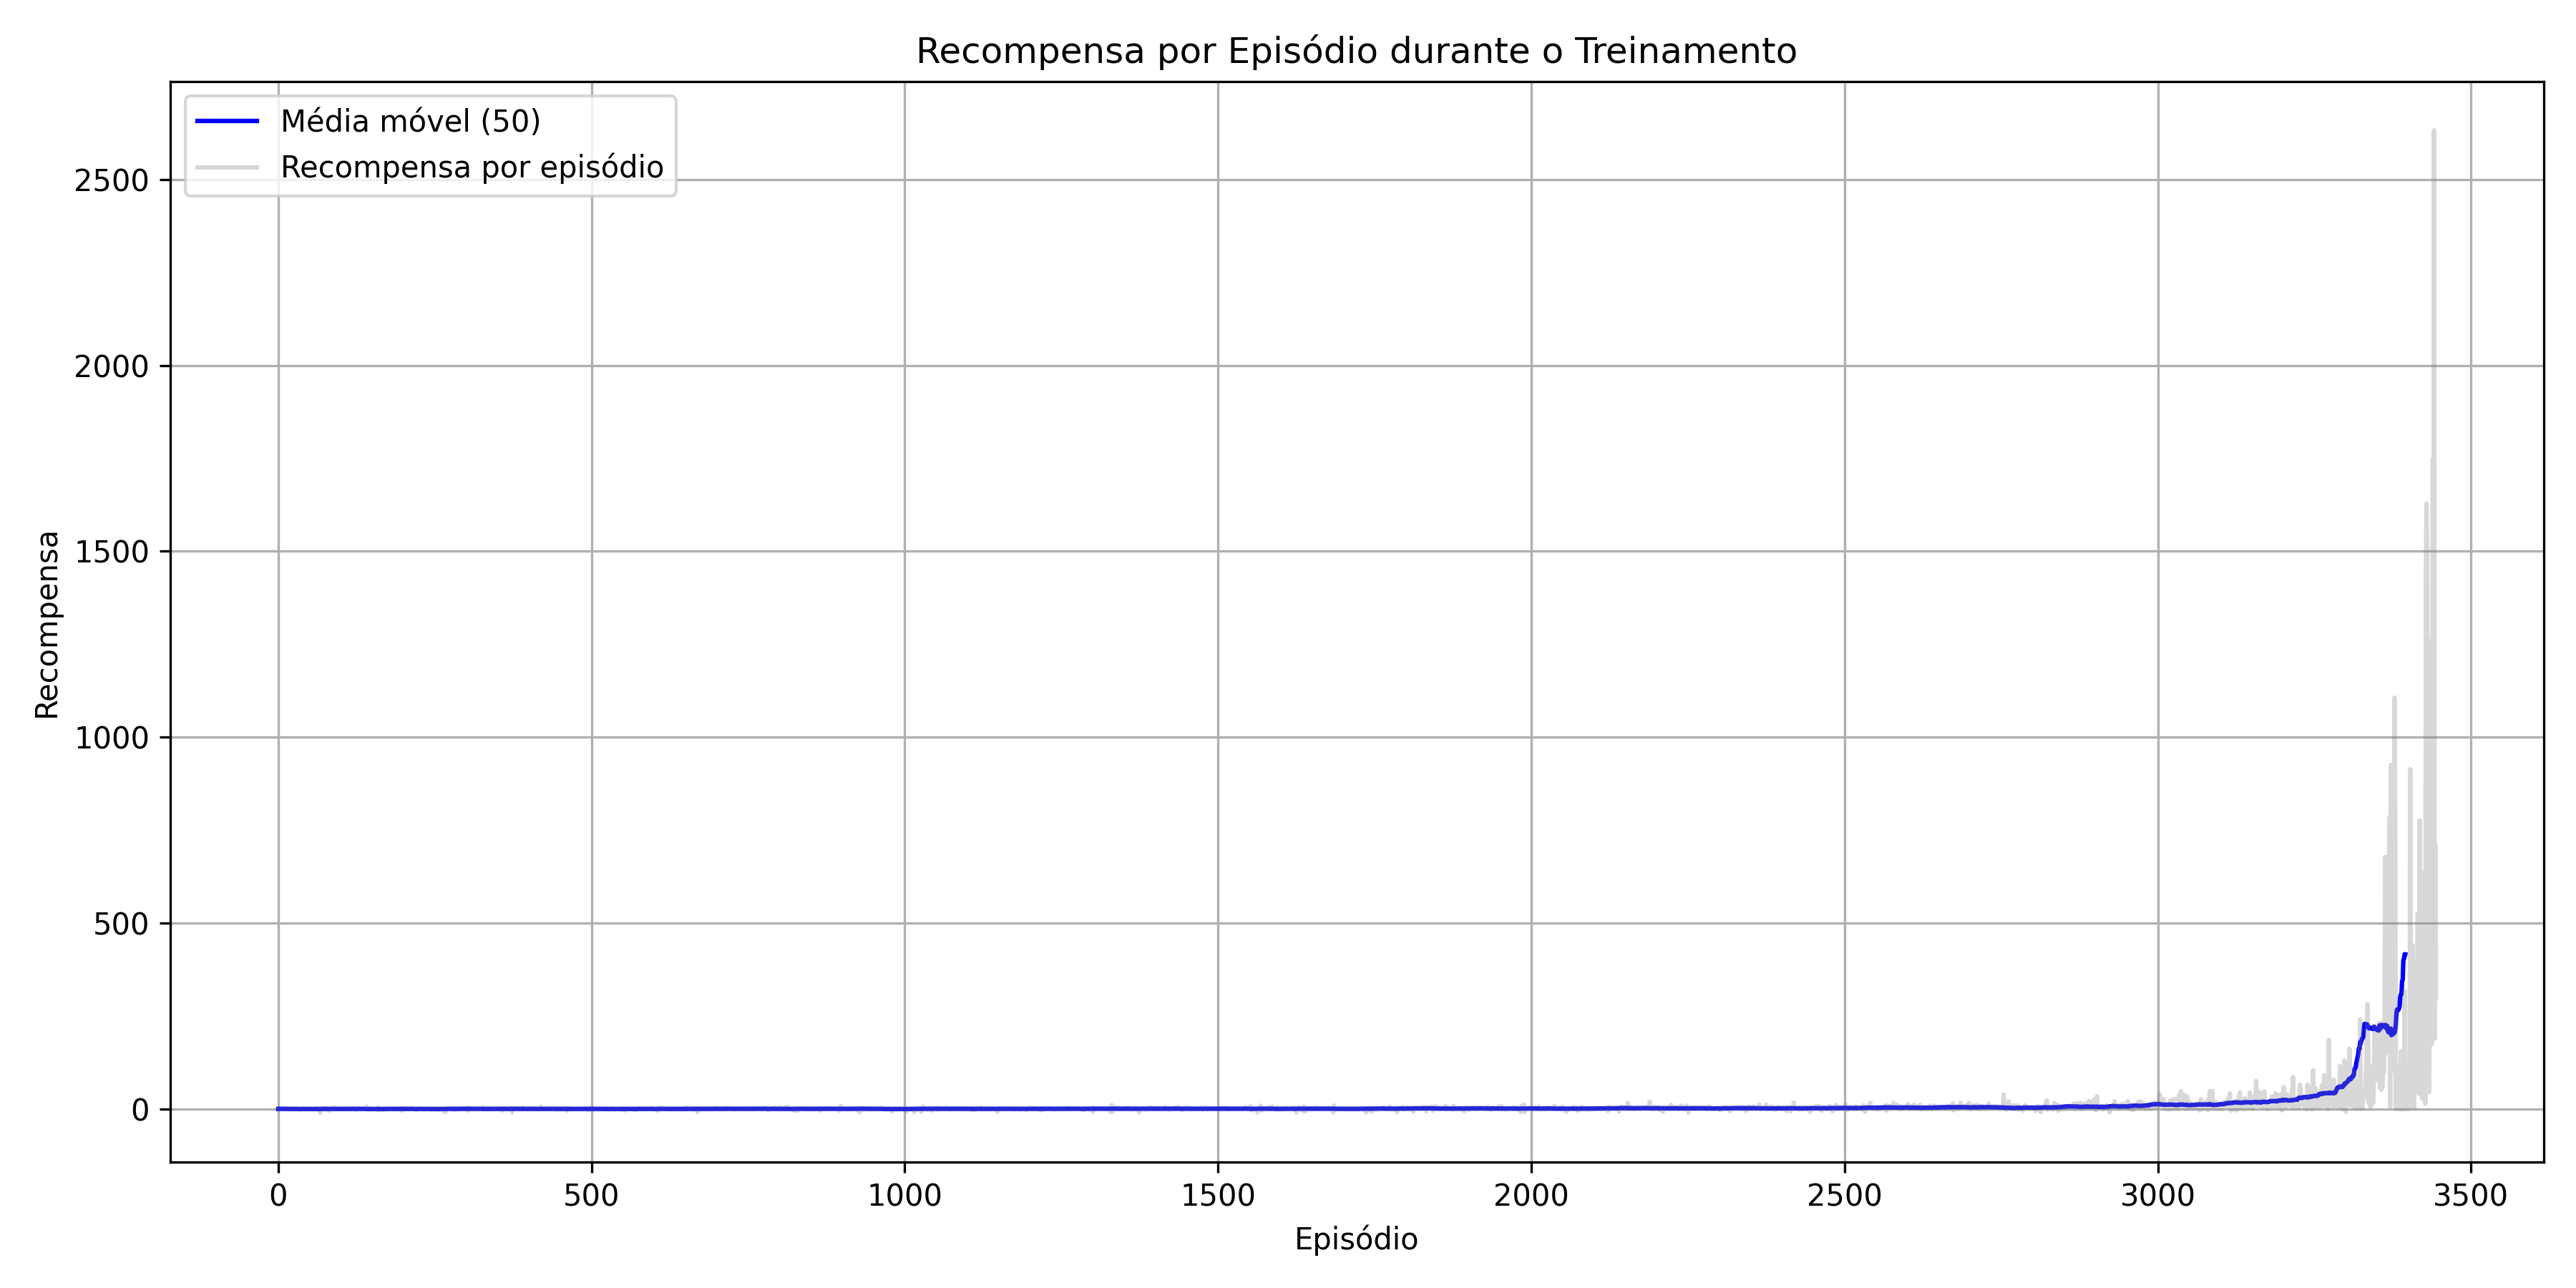 Recompensa por Episódio durante o Treinamento
Média móvel (50)
Recompensa por episódio
2500
2000
1500
1000
500
0
Recompensa
0 500 1000 1500 2000 2500 3000 3500
Episódio